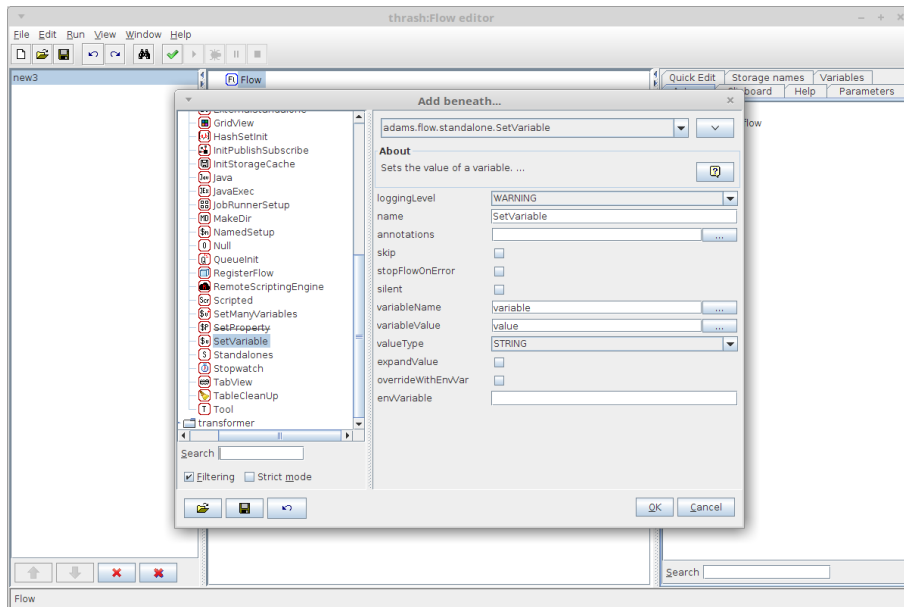 thrash:Flow editor
File Edit Run View Window Help
new3
Flow
Quick Edit Storage names Variables
Help Parameters
flow
Add beneath...
GridView
HashSetInit
InitPublishSubscribe
InitStorageCache
Java
JavaExec
JobRunnerSetup
MakeDir
NamedSetup
Null
QueueInit
RegisterFlow
RemoteScriptingEngine
Scripted
SetManyVariables
SetProperty
SetVariable
Standalones
Stopwatch
TabView
TableCleanUp
Tool
transformer
Search
Filtering Strict mode
adams.flow.standalone.SetVariable
About
Sets the value of a variable. ...
loggingLevel WARNING
name SetVariable
annotations ...
skip
stopFlowOnError
silent
variableName variable ...
variableValue value ...
valueType STRING
expandValue
overrideWithEnvVar
envVariable
OK Cancel
Search
Flow